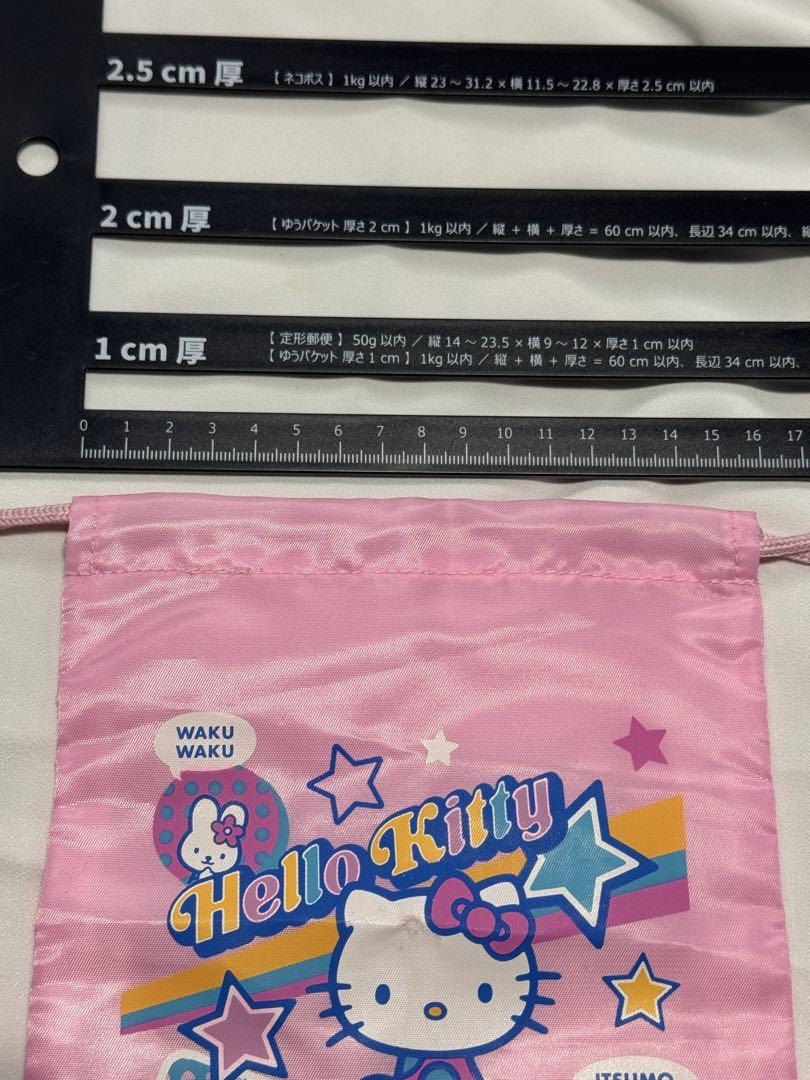 2.5 cm 厚
【 ネコポス 】 1kg 以内 ／ 縦 23 ～ 31.2 × 横 11.5 ～ 22.8 × 厚さ 2.5 cm 以内
2 cm 厚
【 ゆうパケット 厚さ 2 cm 】 1kg 以内 ／ 縦 + 横 + 厚さ = 60 cm 以内、長辺 34 cm 以内、
1 cm 厚
【 定形郵便 】 50g 以内 ／ 縦 14 ～ 23.5 × 横 9 ～ 12 × 厚さ 1 cm 以内
【 ゆうパケット 厚さ 1 cm 】 1kg 以内 ／ 縦 + 横 + 厚さ = 60 cm 以内、長辺 34 cm 以内、
0 1 2 3 4 5 6 7 8 9 10 11 12 13 14 15 16 17
WAKU
WAKU
Hello Kitty
ITSUMO